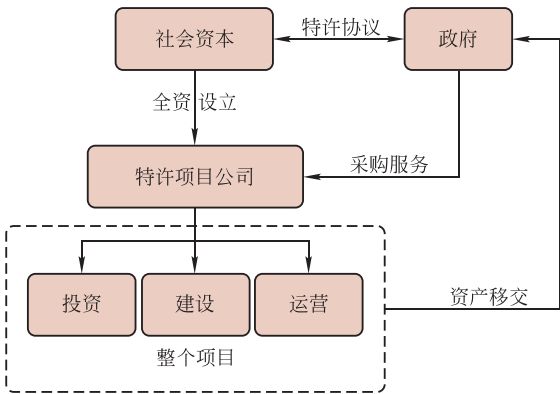 社会资本
特许协议
政府
全资 设立
特许项目公司
采购服务
投资
建设
运营
资产移交
整个项目